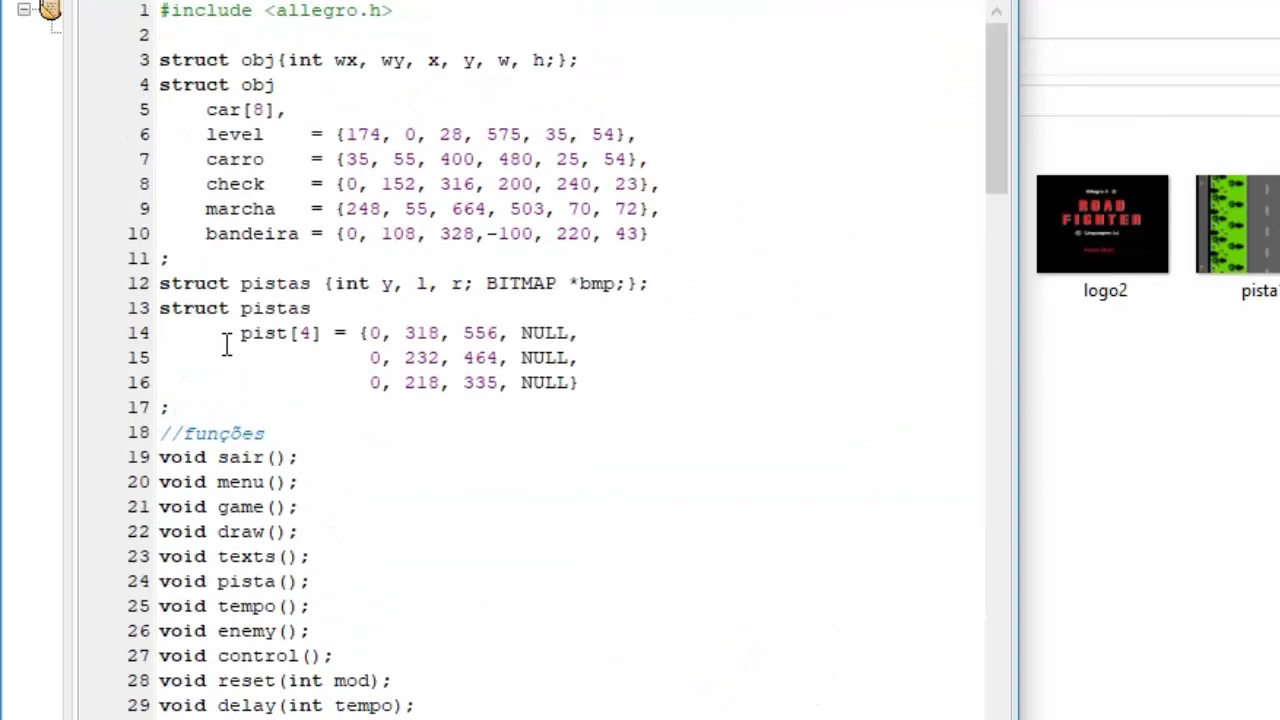 1 #include <allegro.h>
2
3 struct obj{int wx, wy, x, y, w, h;};
4 struct obj
5 car[8],
6 level = {174, 0, 28, 575, 35, 54},
7 carro = {35, 55, 400, 480, 25, 54},
8 check = {0, 152, 316, 200, 240, 23},
9 marcha = {248, 55, 664, 503, 70, 72},
10 bandeira = {0, 108, 328,-100, 220, 43}
11 ;
12 struct pistas {int y, l, r; BITMAP *bmp;};
13 struct pistas
14 pist[4] = {0, 318, 556, NULL,
15 0, 232, 464, NULL,
16 0, 218, 335, NULL}
17 ;
18 //funções
19 void sair();
20 void menu();
21 void game();
22 void draw();
23 void texts();
24 void pista();
25 void tempo();
26 void enemy();
27 void control();
28 void reset(int mod);
29 void delay(int tempo);
ROAD
FIGHTER
logo2
pista